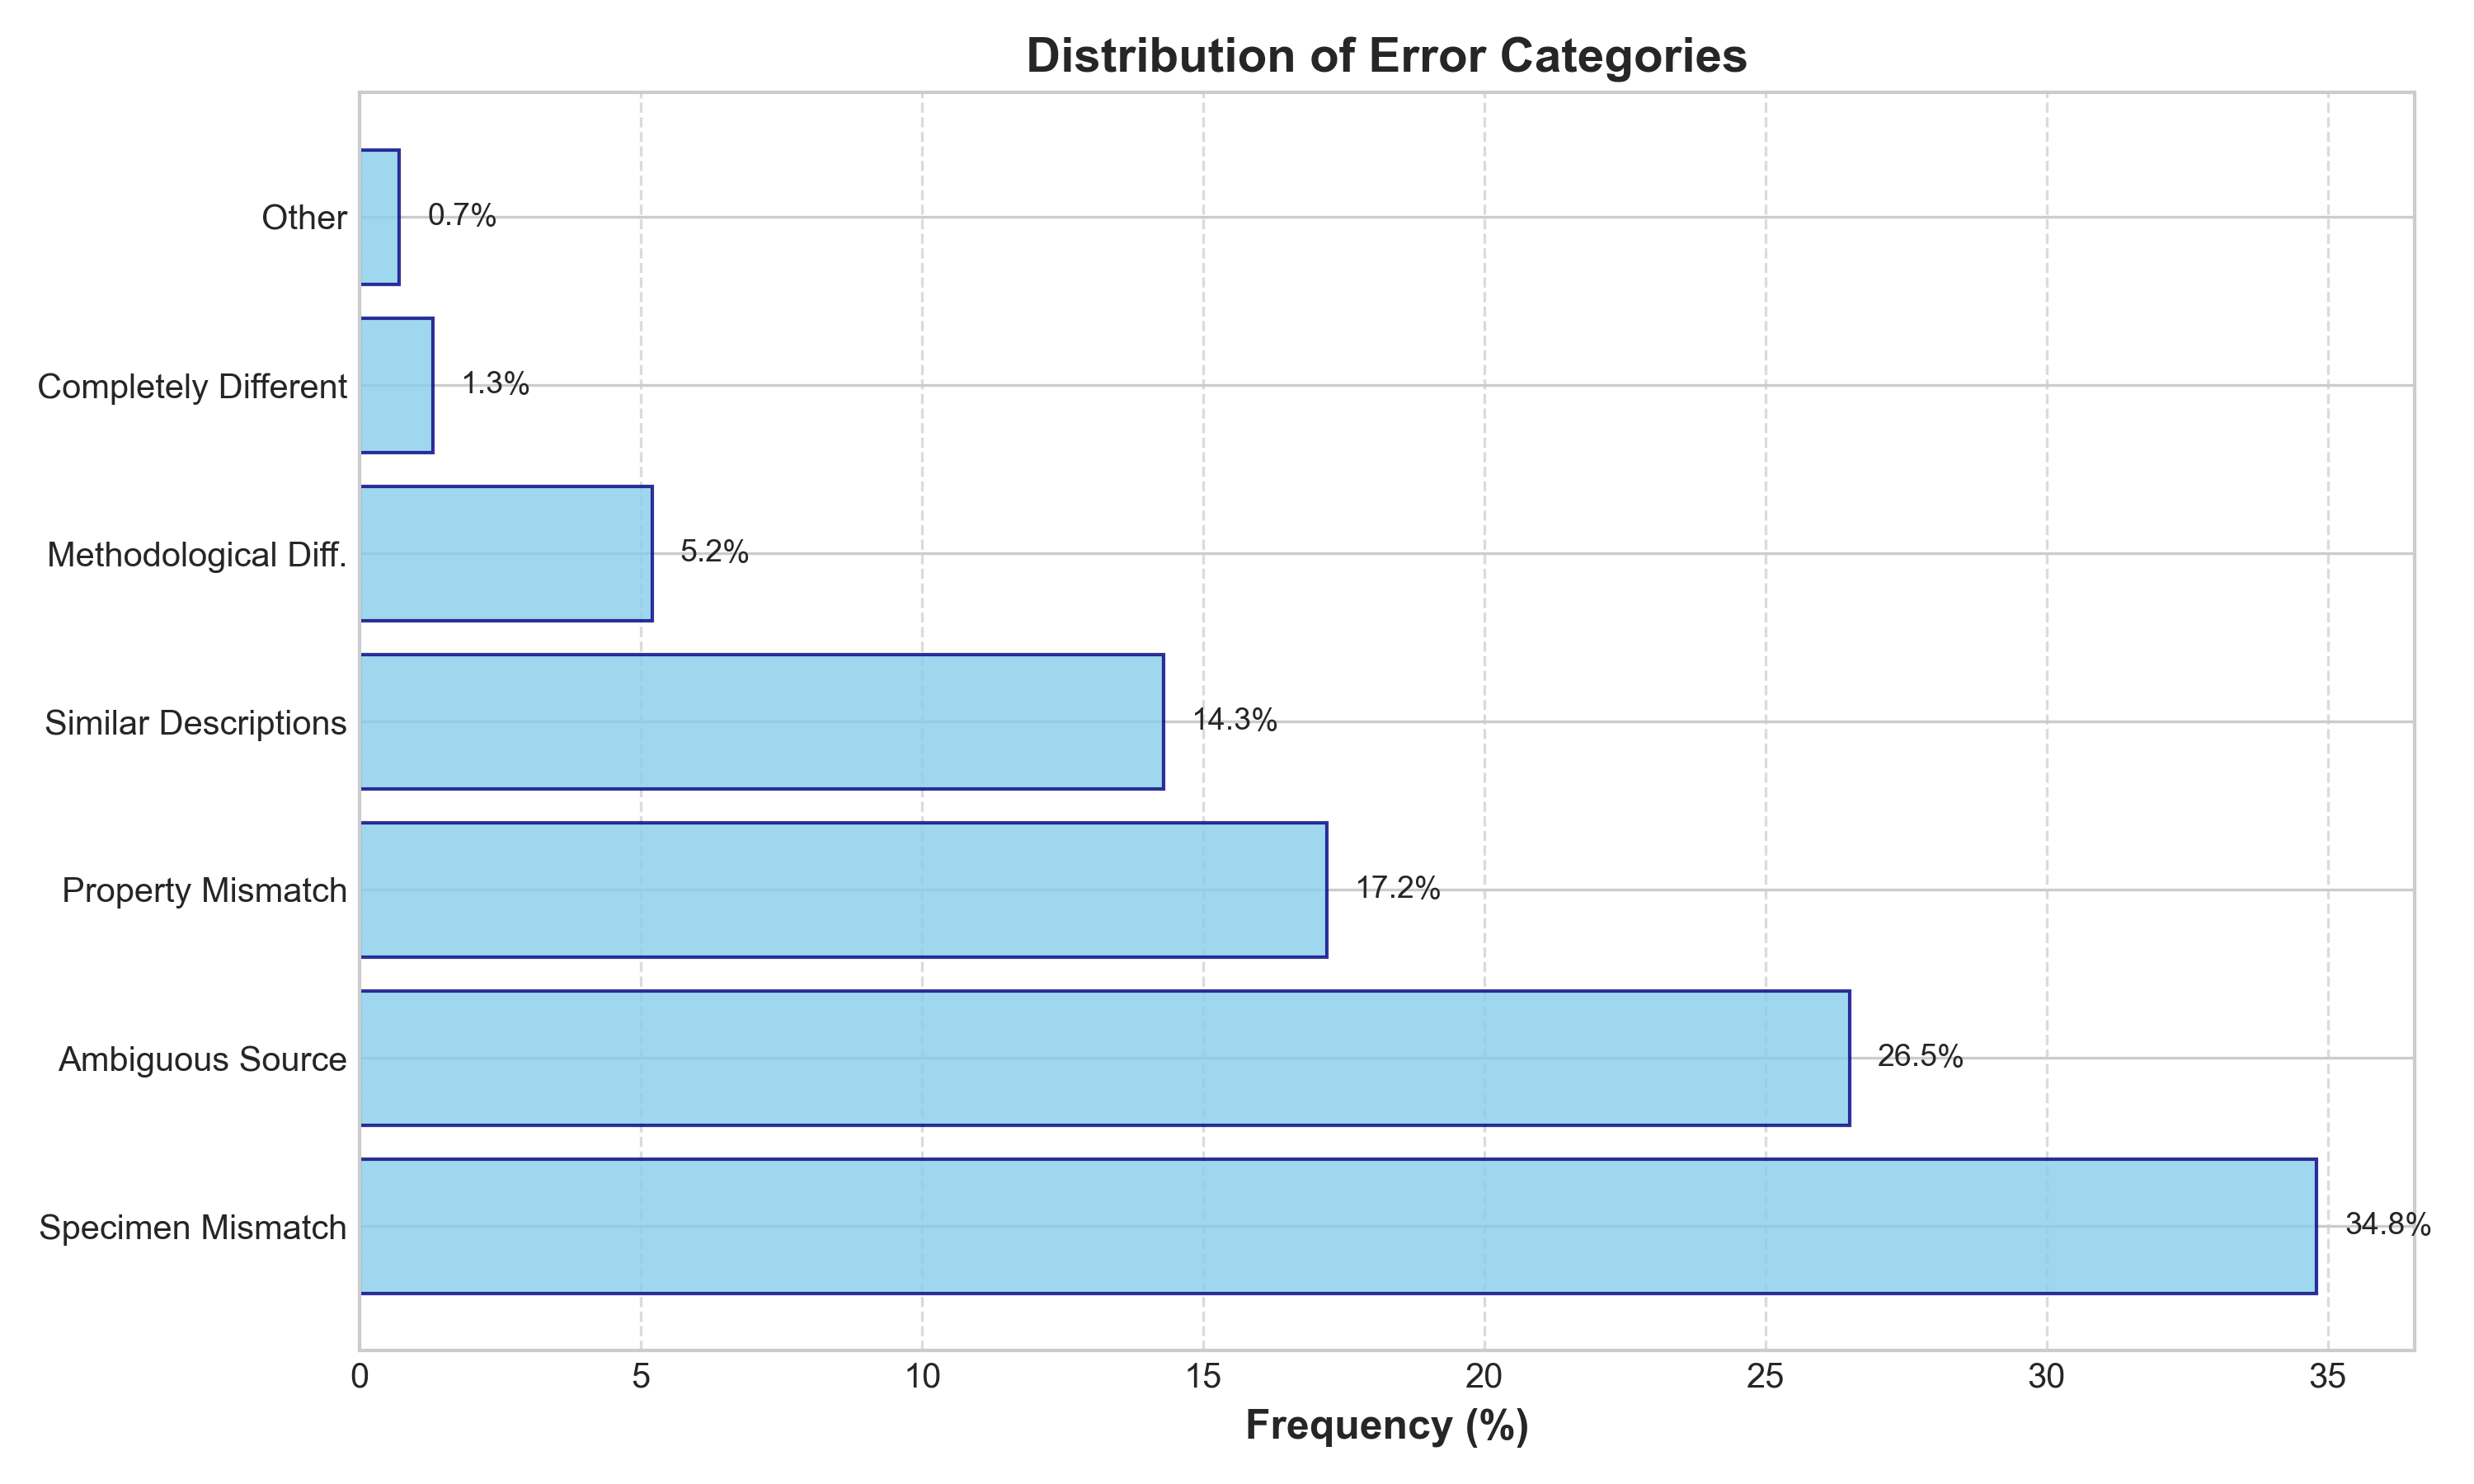 Distribution of Error Categories
Other
0.7%
Completely Different
1.3%
Methodological Diff.
5.2%
Similar Descriptions
14.3%
Property Mismatch
17.2%
Ambiguous Source
26.5%
Specimen Mismatch
34.8%
0 5 10 15 20 25 30 35
Frequency (%)